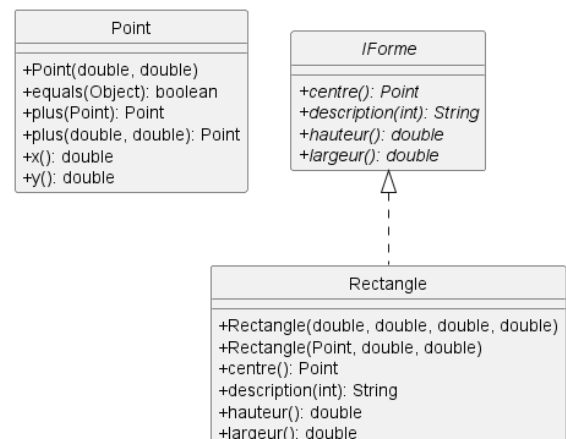 Point
+Point(double, double)
+equals(Object): boolean
+plus(Point): Point
+plus(double, double): Point
+x(): double
+y(): double
IForme
+centre(): Point
+description(int): String
+hauteur(): double
+largeur(): double
Rectangle
+Rectangle(double, double, double, double)
+Rectangle(Point, double, double)
+centre(): Point
+description(int): String
+hauteur(): double
+largeur(): double